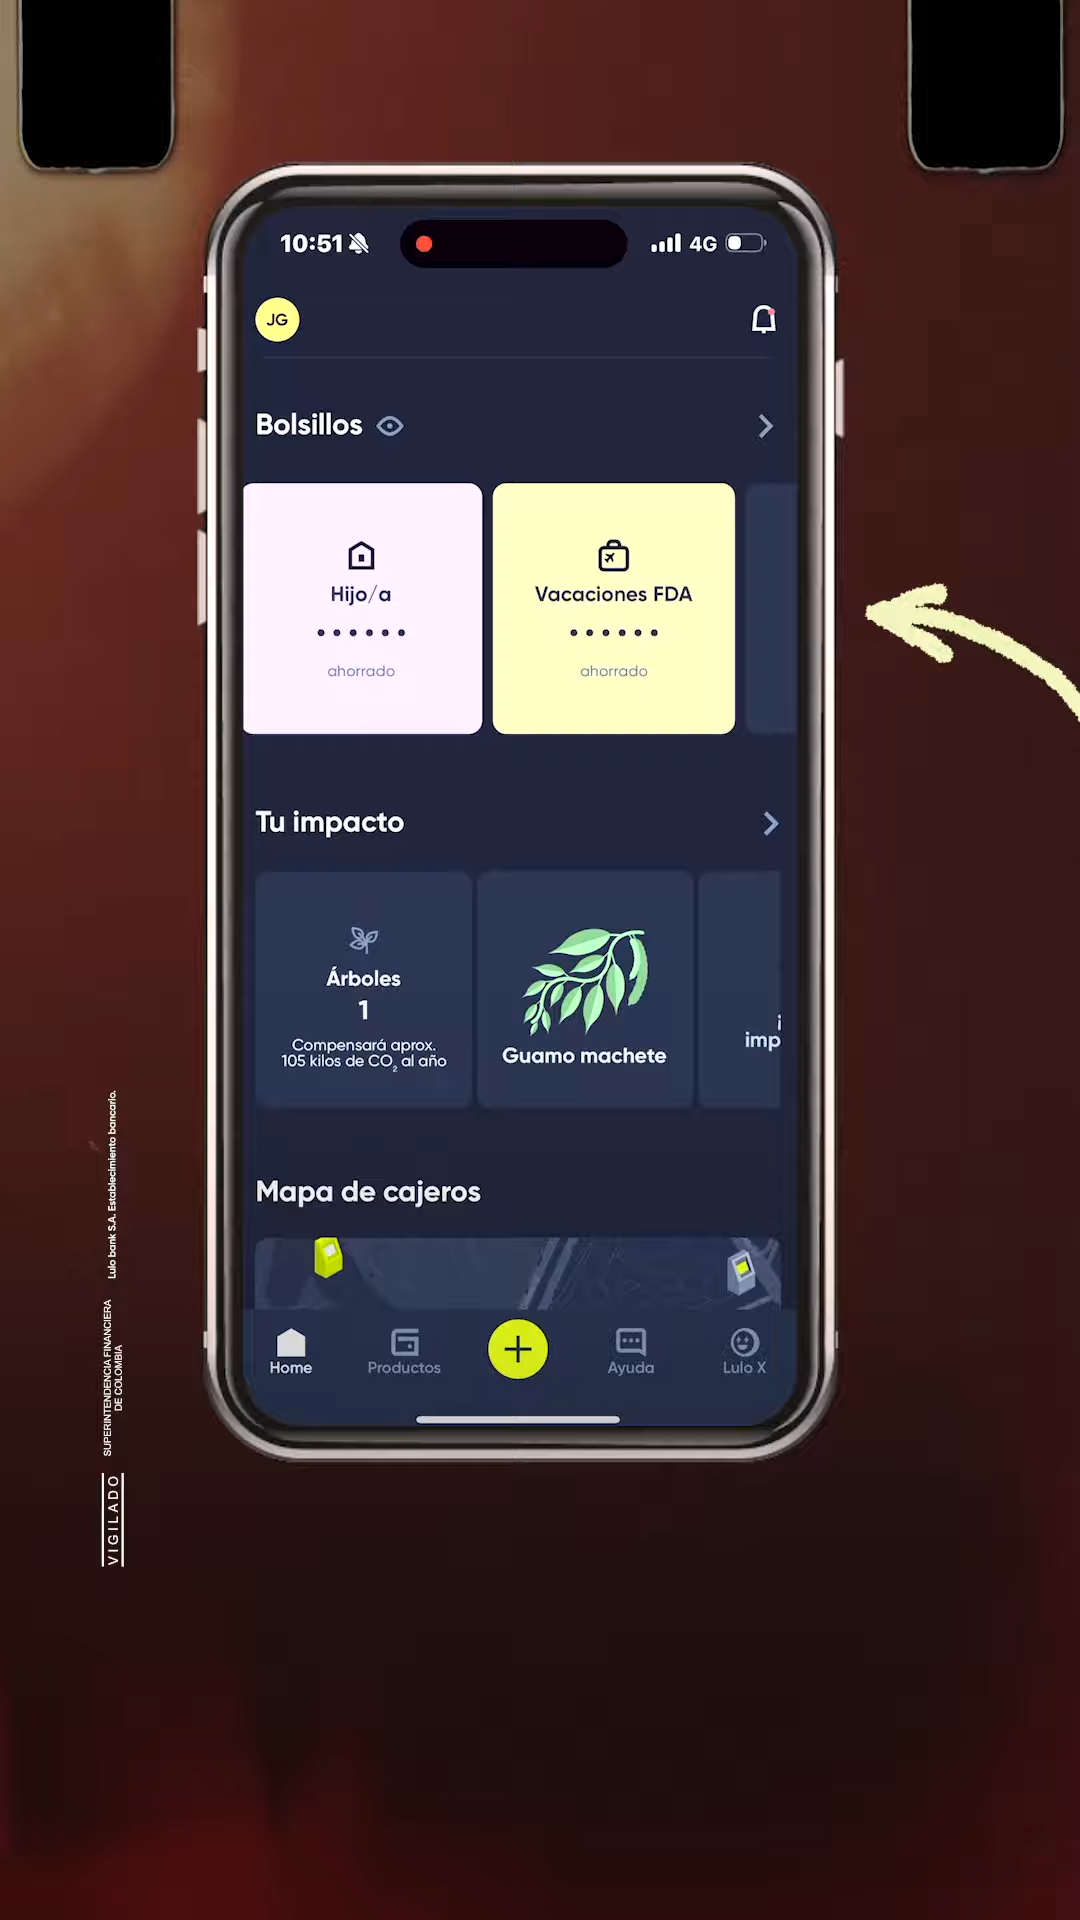 10:51
4G
JG
Bolsillos
Hijo/a
ahorrado
Vacaciones FDA
ahorrado
Tu impacto
Árboles
1
Compensará aprox.
105 kilos de CO₂ al año
Guamo machete
imp
Mapa de cajeros
Home
Productos
Ayuda
Lulo X
Lulo bank S.A. Establecimiento bancario.
SUPERINTENDENCIA FINANCIERA
DE COLOMBIA
VIGILADO